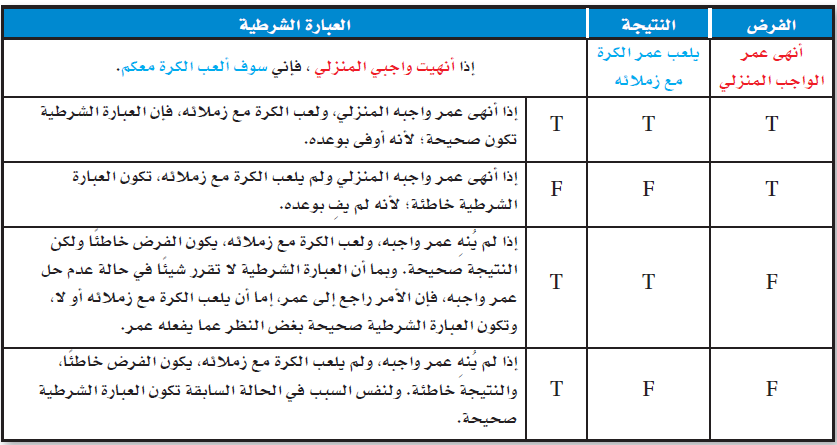 الفرض النتيجة العبارة الشرطية
أنهى عمر
الواجب المنزلي
يلعب عمر الكرة
مع زملائه
إذا أنهيت واجبي المنزلي ، فإني سوف ألعب الكرة معكم.
T T T
إذا أنهى عمر واجبه المنزلي، ولعب الكرة مع زملائه، فإن العبارة الشرطية
تكون صحيحة؛ لأنه أوفى بوعده.
T F F
إذا أنهى عمر واجبه المنزلي ولم يلعب الكرة مع زملائه، تكون العبارة
الشرطية خاطئة؛ لأنه لم يفِ بوعده.
F T T
إذا لم يُنهِ عمر واجبه، ولعب الكرة مع زملائه، يكون الفرض خاطئًا ولكن
النتيجة صحيحة. وبما أن العبارة الشرطية لا تقرر شيئًا في حالة عدم حل
عمر واجبه، فإن الأمر راجع إلى عمر، إما أن يلعب الكرة مع زملائه أو لا،
وتكون العبارة الشرطية صحيحة بغض النظر عما يفعله عمر.
F F T
إذا لم يُنهِ عمر واجبه، ولم يلعب الكرة مع زملائه، يكون الفرض خاطئًا،
والنتيجة خاطئة. ولنفس السبب في الحالة السابقة تكون العبارة الشرطية
صحيحة.